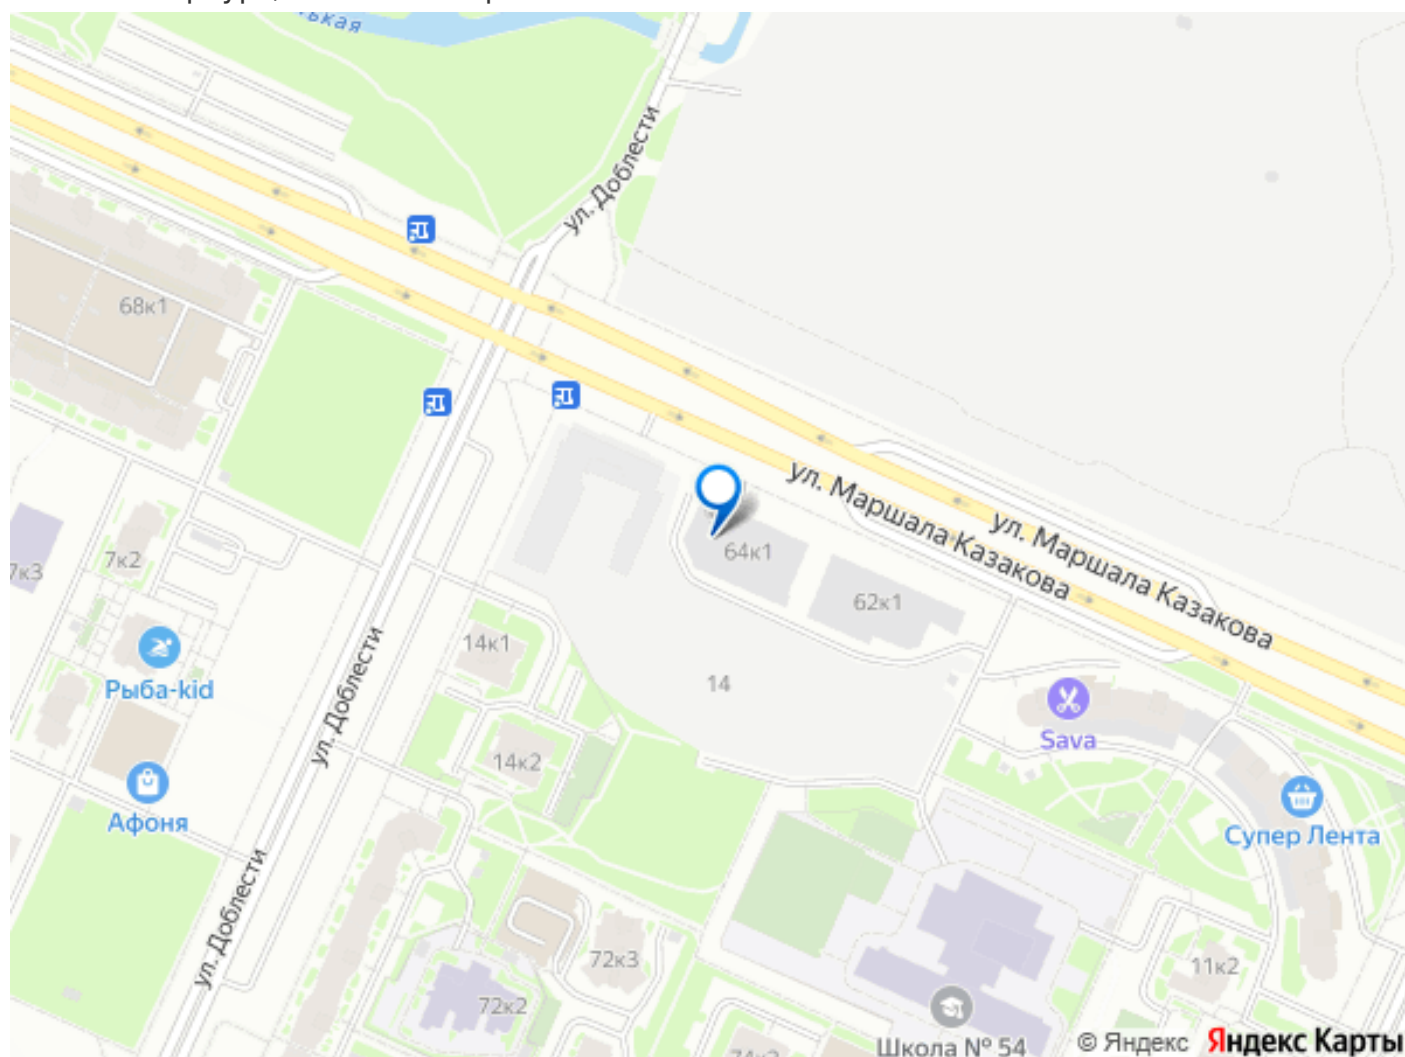 ькая
ул. Доблести
68к1
ул. Маршала Казакова
ул. Маршала Казакова
64к1
7к2
7к3
62к1
14к1
Рыба-kid
14
ул. Доблести
Sava
14к2
Афоня
Супер Лента
ул. Доблести
72к3
11к2
72к2
Школа № 54
© Яндекс Яндекс Карты